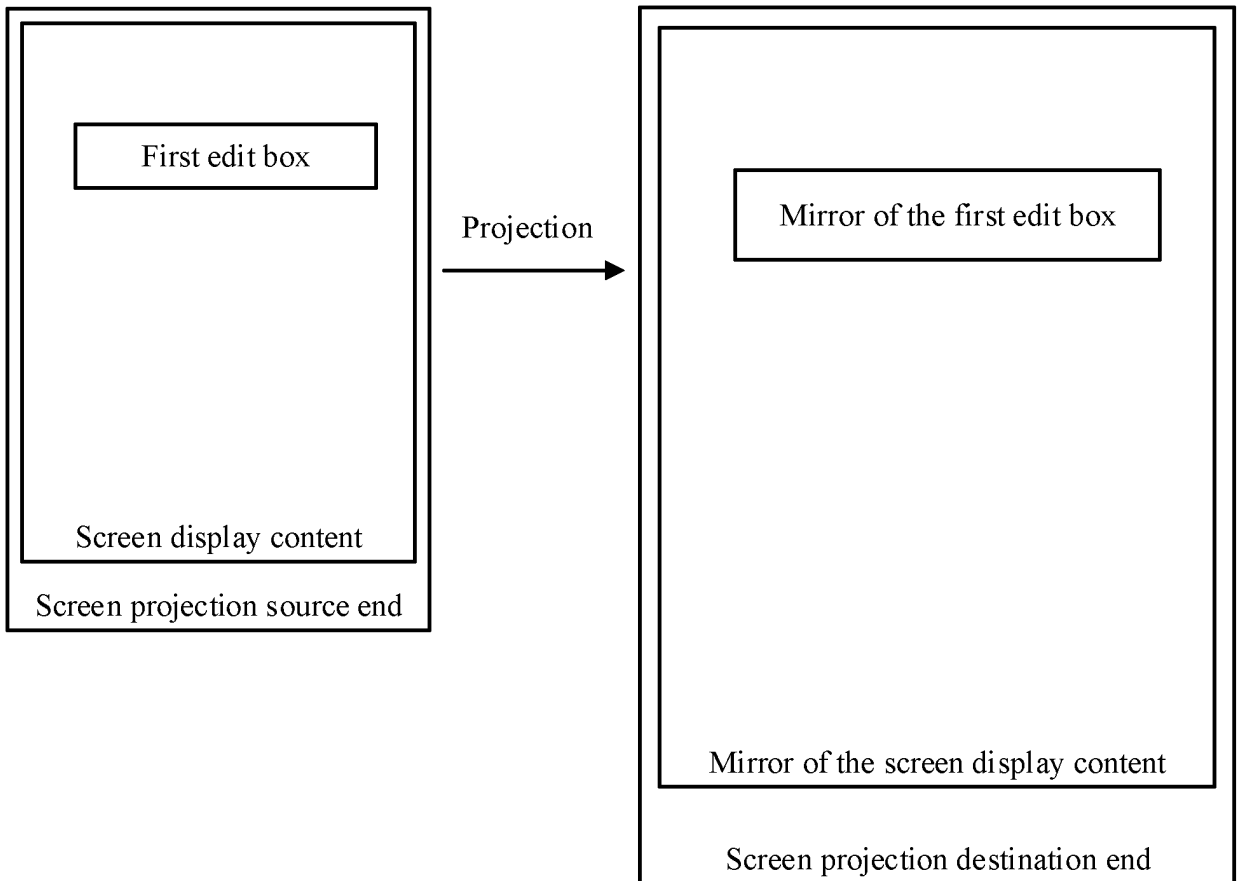 First edit box
Screen display content
Screen projection source end
Projection
Mirror of the first edit box
Mirror of the screen display content
Screen projection destination end